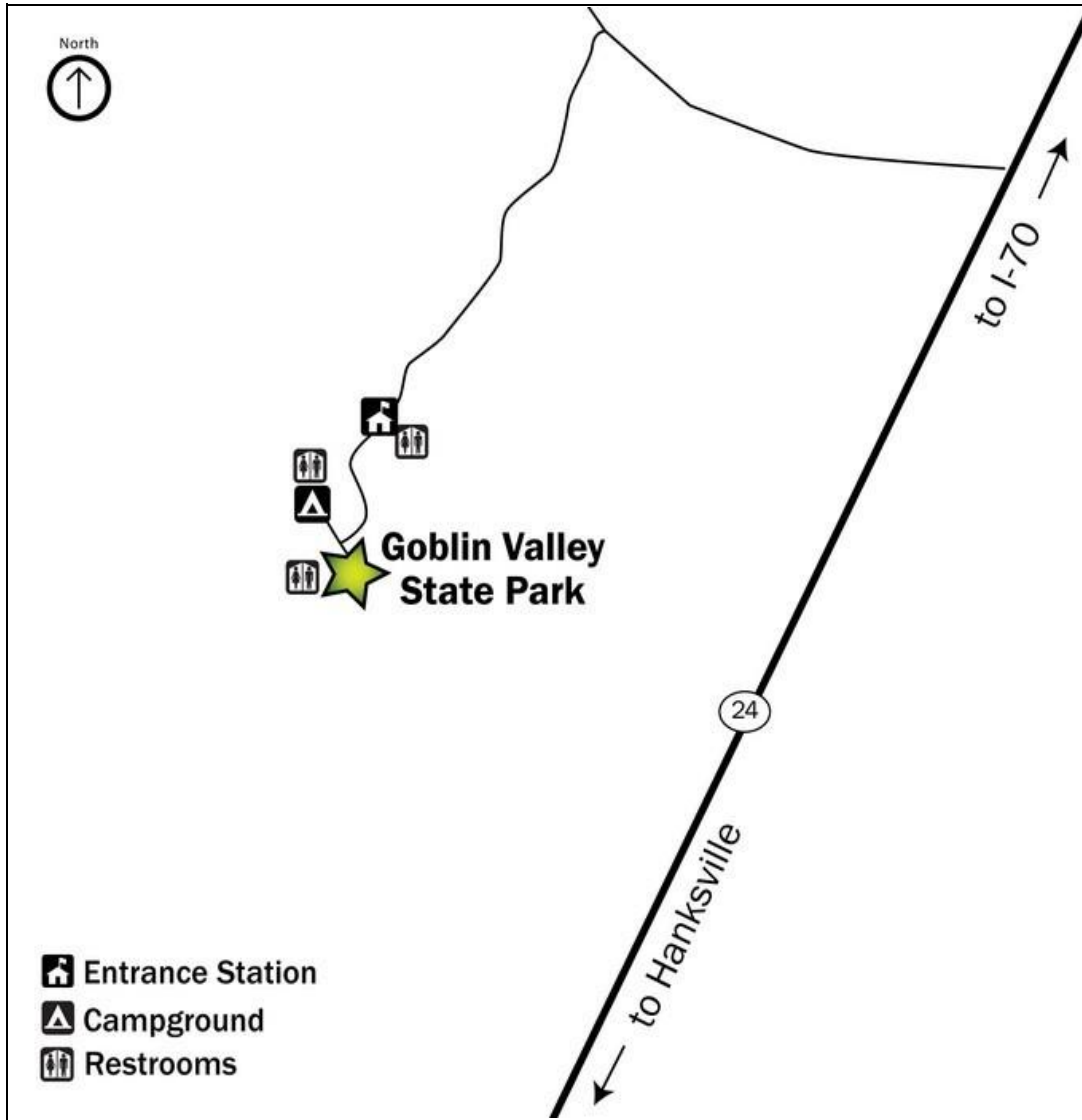 North
to I-70
Goblin Valley
State Park
24
to Hanksville
Entrance Station
Campground
Restrooms